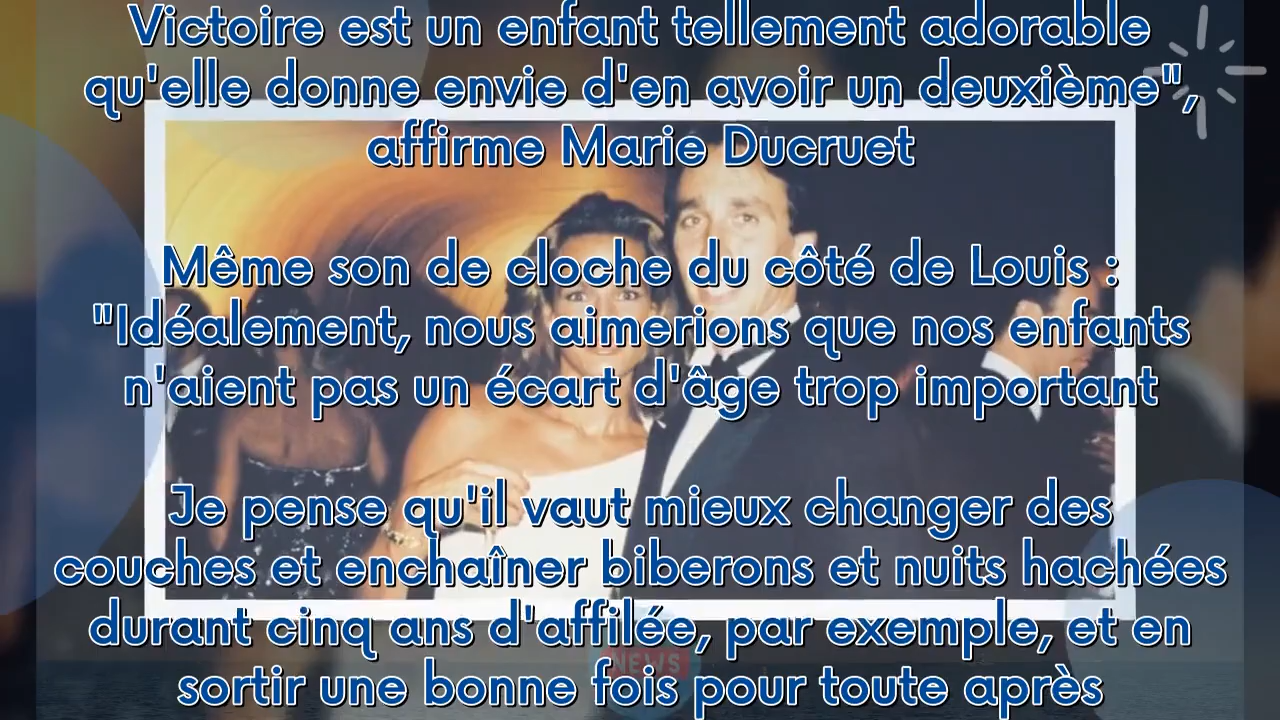 Victoire est un enfant tellement adorable
qu'elle donne envie d'en avoir un deuxième",
affirme Marie Ducruet
Même son de cloche du côté de Louis :
"Idéalement, nous aimerions que nos enfants
n'aient pas un écart d'âge trop important
Je pense qu'il vaut mieux changer des
couches et enchaîner biberons et nuits hachées
durant cinq ans d'affilée, par exemple, et en
NEWS
sortir une bonne fois pour toute après